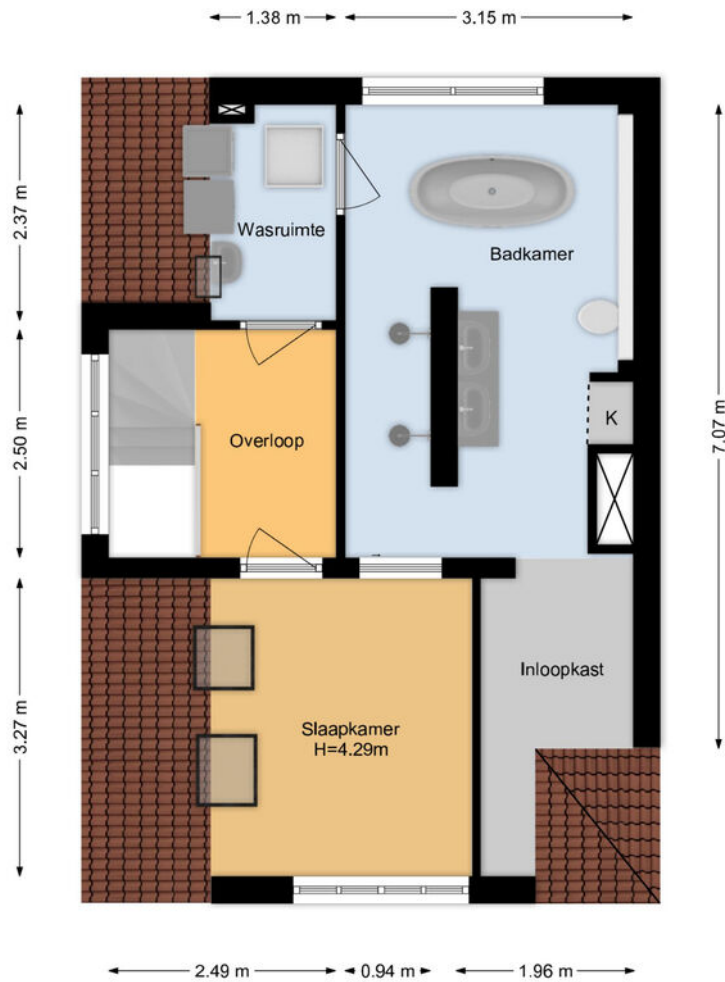 1.38 m
3.15 m
2.37 m
Wasruimte
Badkamer
7.07 m
K
2.50 m
Overloop
Inloopkast
3.27 m
Slaapkamer
H=4.29m
2.49 m
0.94 m
1.96 m